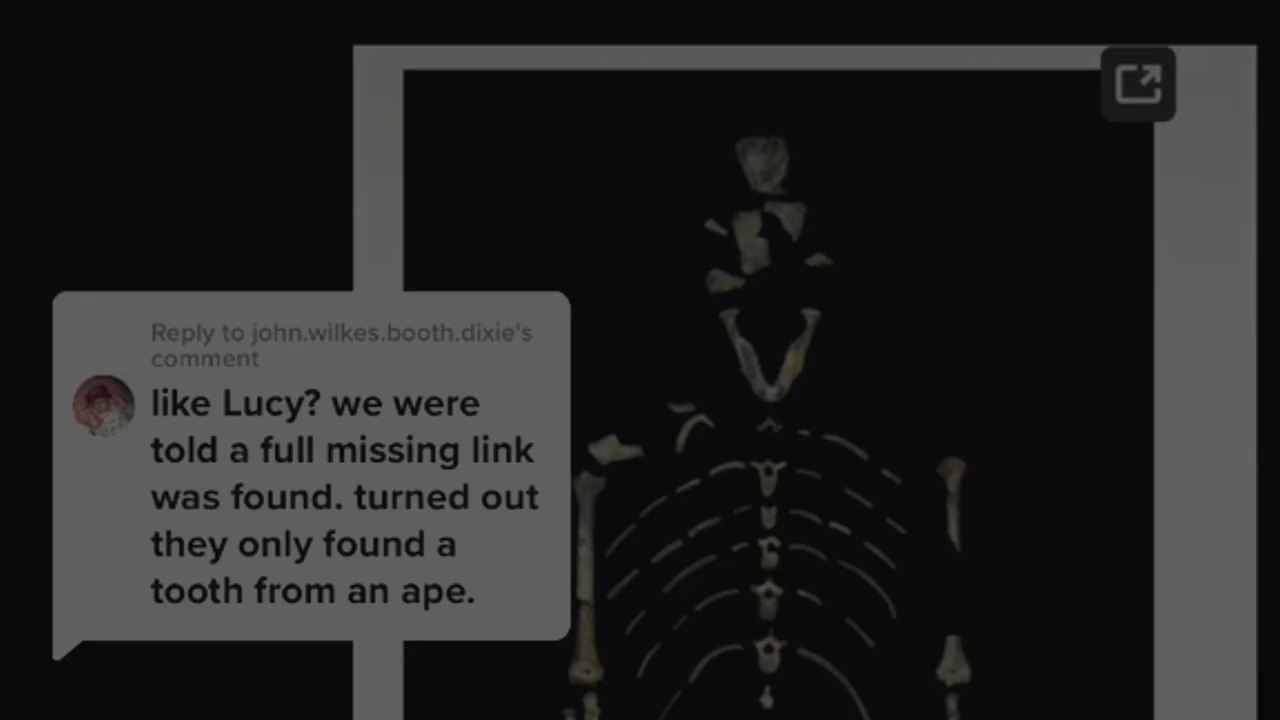 Reply to john.wilkes.booth.dixie's
comment
like Lucy? we were
told a full missing link
was found. turned out
they only found a
tooth from an ape.